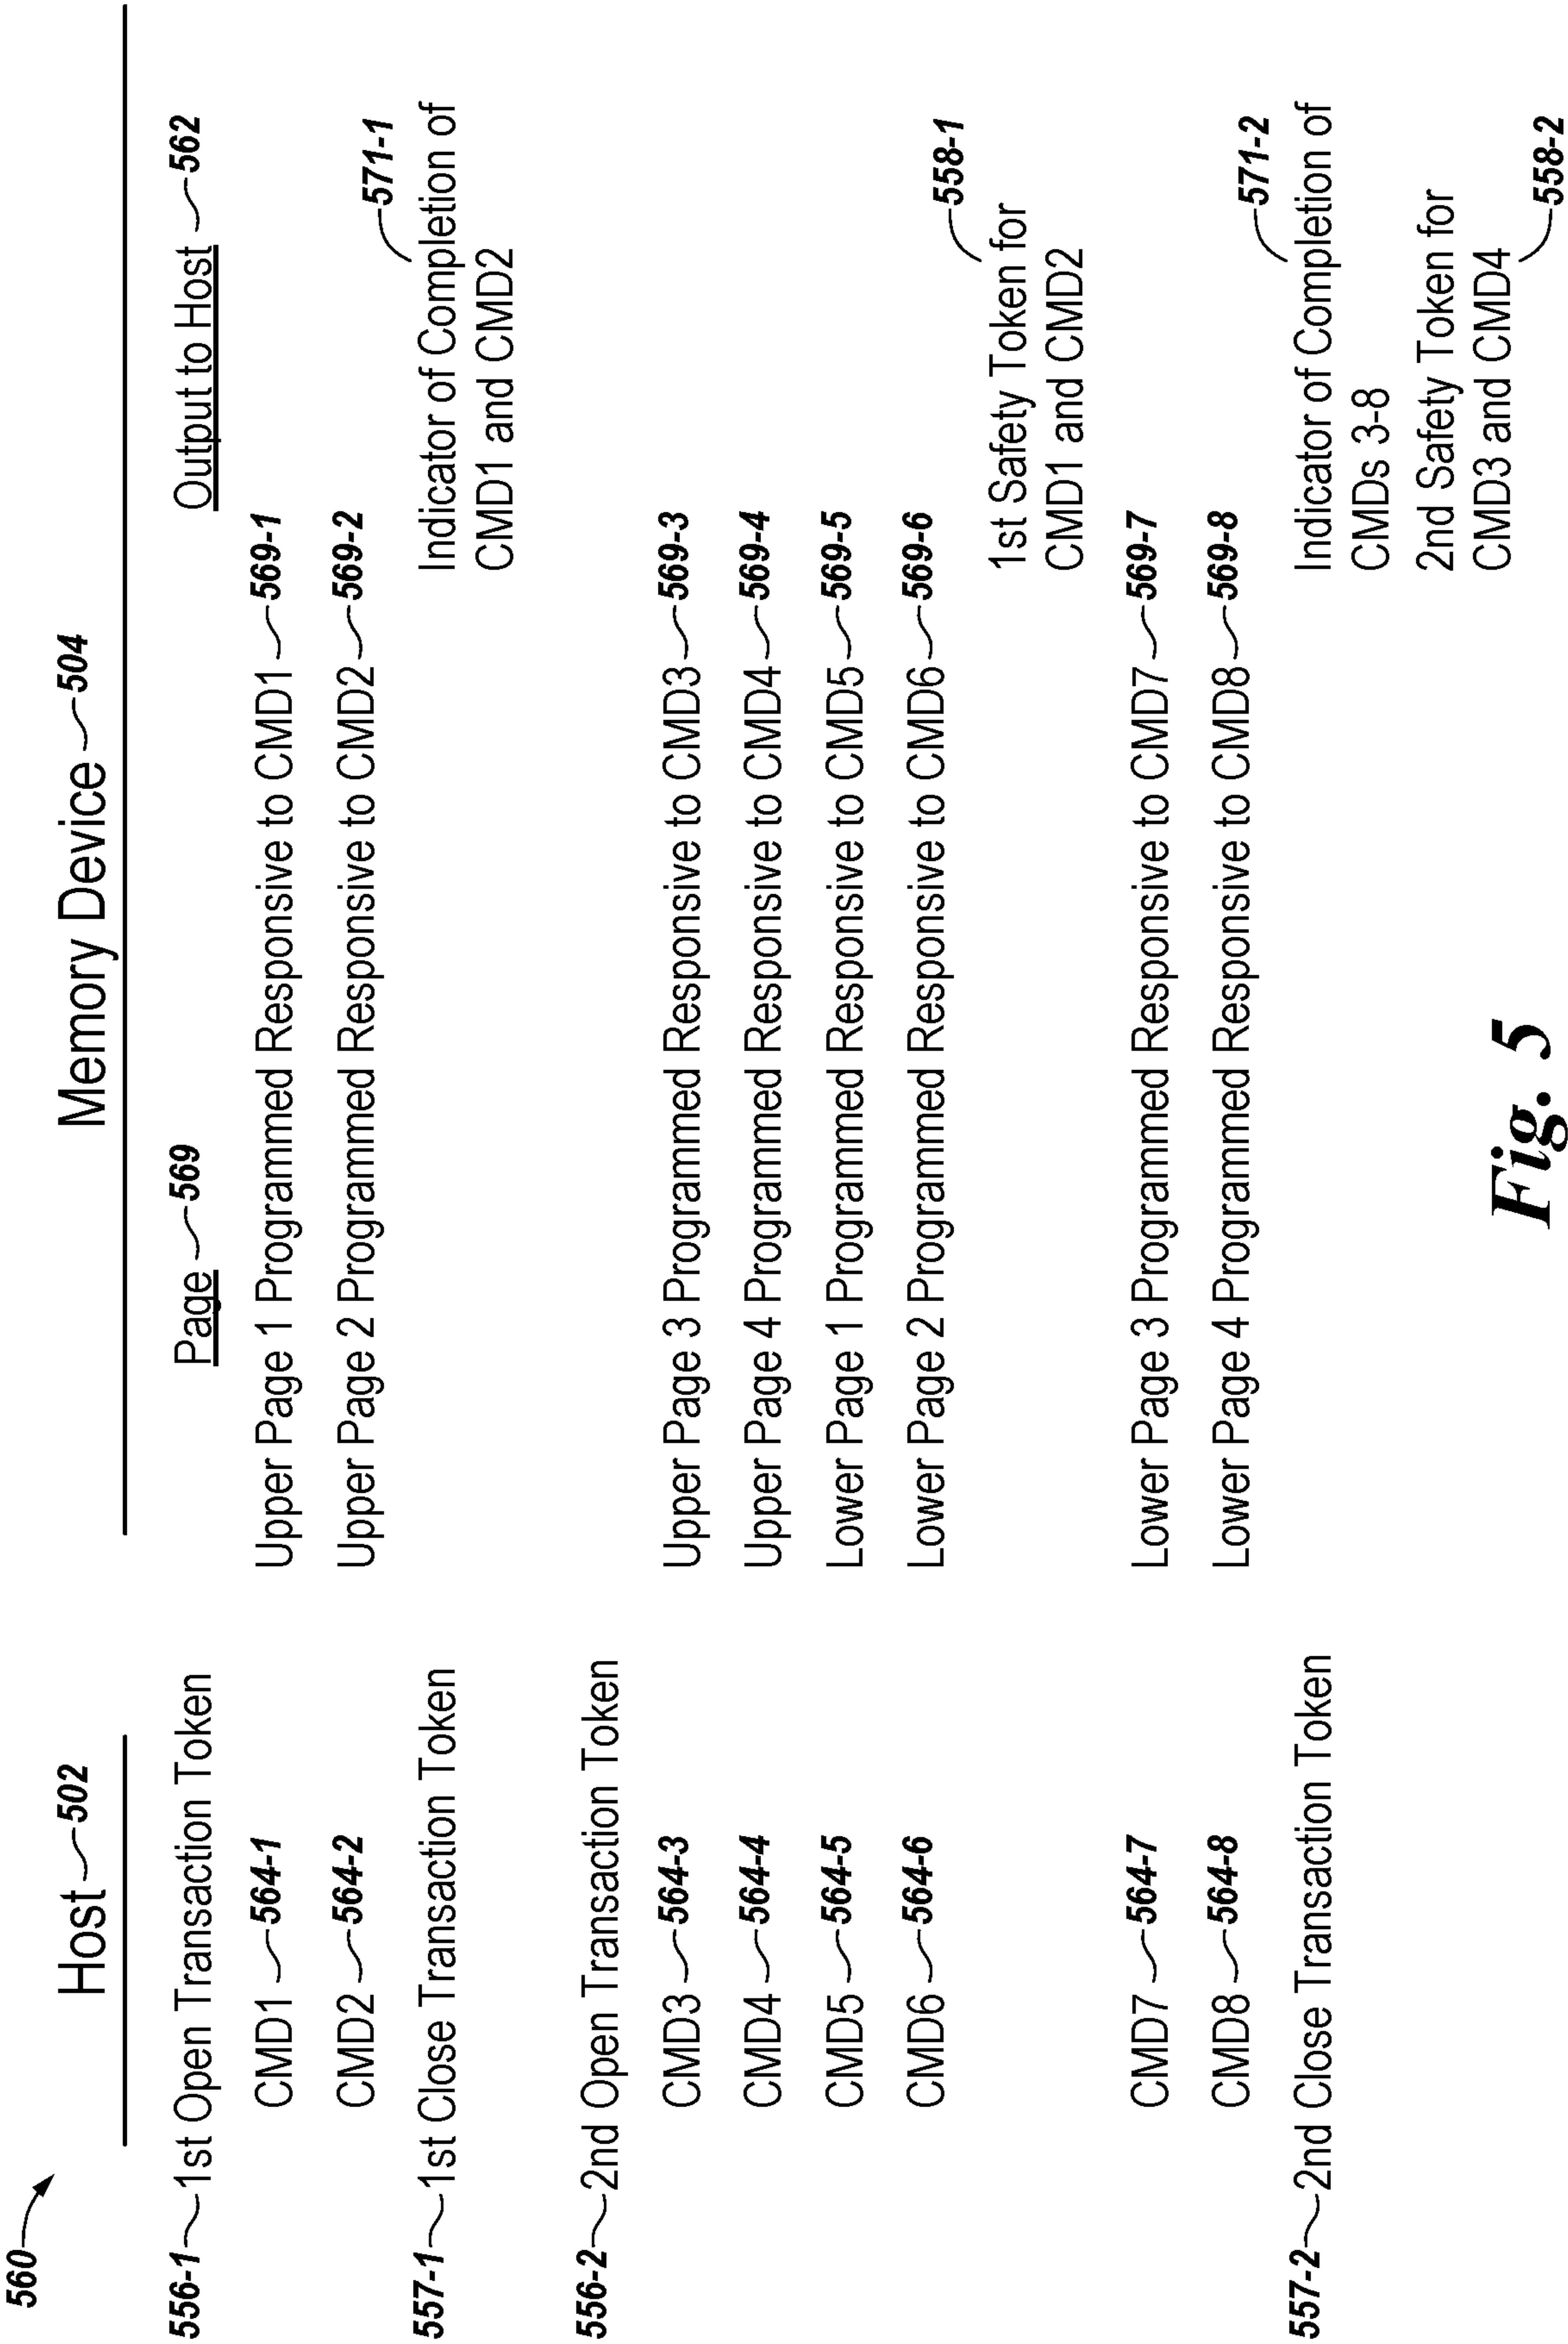 560
Host 502
Memory Device 504
556-1 1st Open Transaction Token
Page 569
Output to Host 562
CMD1 564-1
Upper Page 1 Programmed Responsive to CMD1 569-1
CMD2 564-2
Upper Page 2 Programmed Responsive to CMD2 569-2
571-1
557-1 1st Close Transaction Token
Indicator of Completion of
CMD1 and CMD2
556-2 2nd Open Transaction Token
CMD3 564-3
Upper Page 3 Programmed Responsive to CMD3 569-3
CMD4 564-4
Upper Page 4 Programmed Responsive to CMD4 569-4
CMD5 564-5
Lower Page 1 Programmed Responsive to CMD5 569-5
CMD6 564-6
Lower Page 2 Programmed Responsive to CMD6 569-6
558-1
1st Safety Token for
CMD1 and CMD2
CMD7 564-7
Lower Page 3 Programmed Responsive to CMD7 569-7
CMD8 564-8
Lower Page 4 Programmed Responsive to CMD8 569-8
571-2
557-2 2nd Close Transaction Token
Indicator of Completion of
CMDs 3-8
2nd Safety Token for
CMD3 and CMD4
558-2
Fig. 5